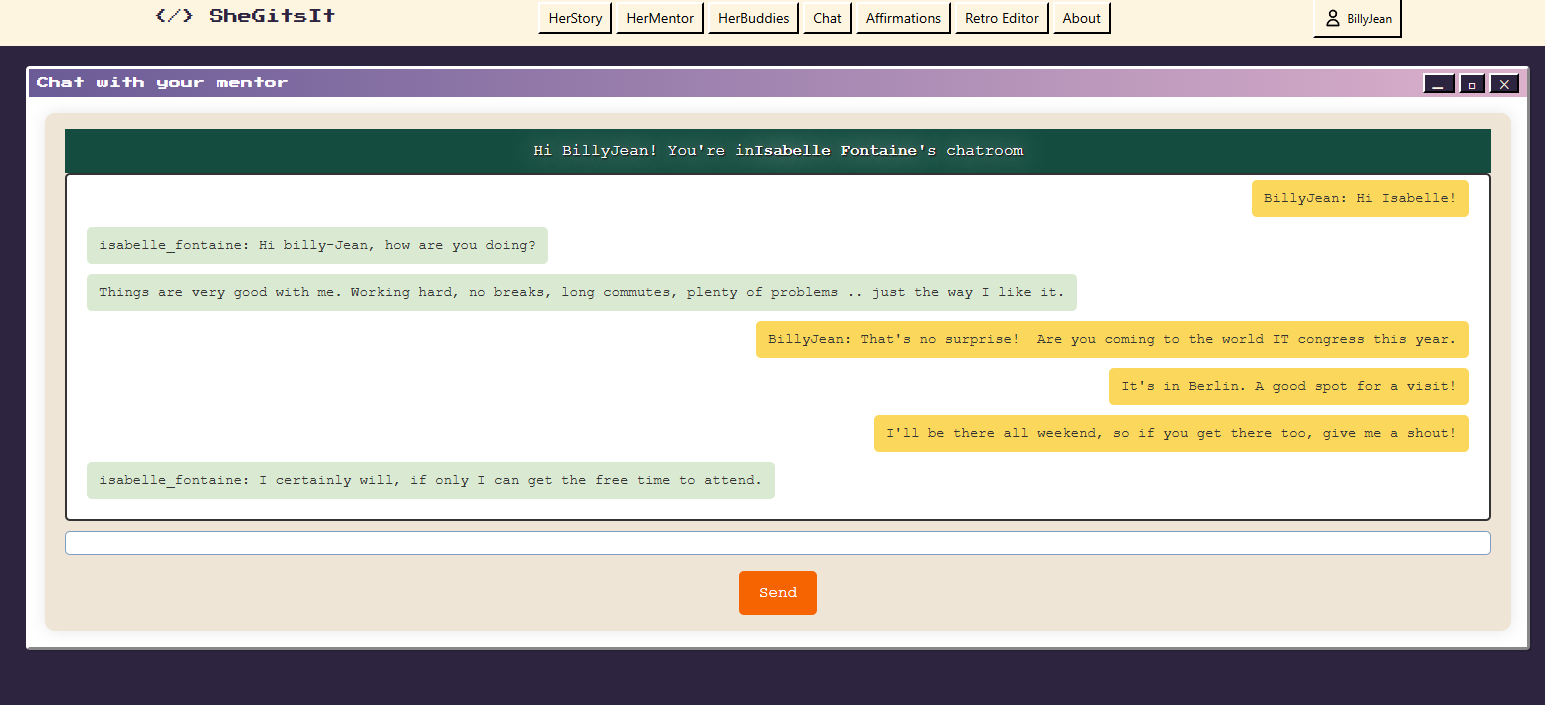 </> SheGitsIt
HerStory HerMentor HerBuddies Chat Affirmations Retro Editor About BillyJean
Chat with your mentor
Hi BillyJean! You're inIsabelle Fontaine's chatroom
BillyJean: Hi Isabelle!
isabelle_fontaine: Hi billy-Jean, how are you doing?
Things are very good with me. Working hard, no breaks, long commutes, plenty of problems .. just the way I like it.
BillyJean: That's no surprise!  Are you coming to the world IT congress this year.
It's in Berlin. A good spot for a visit!
I'll be there all weekend, so if you get there too, give me a shout!
isabelle_fontaine: I certainly will, if only I can get the free time to attend.
Send